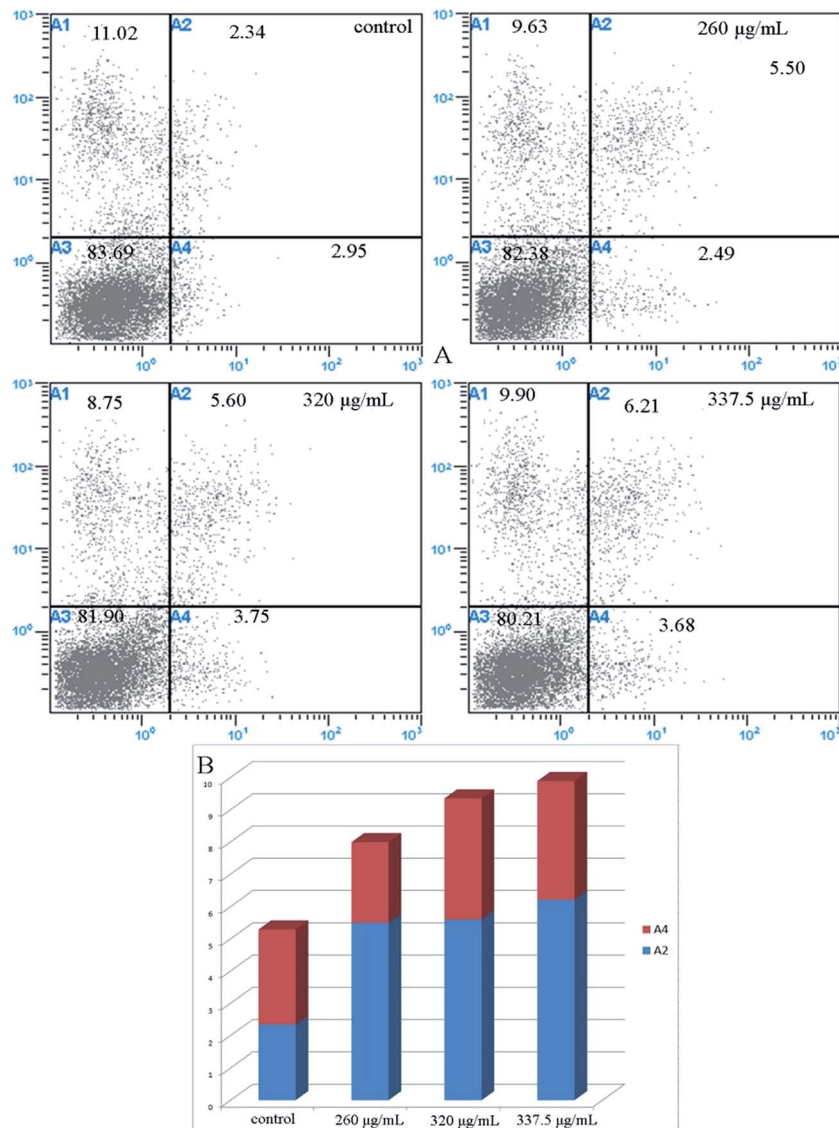 10³ A1 11.02 A2 2.34 control
10²
10¹
A3 83.69 A4 2.95
10⁰
10⁰ 10¹ 10² 10³
10³ A1 9.63 A2 260 µg/mL
5.50
10²
10¹
A3 82.38 A4 2.49
10⁰
10⁰ 10¹ 10² 10³
A
10³ A1 8.75 A2 5.60 320 µg/mL
10²
10¹
A3 81.90 A4 3.75
10⁰
10⁰ 10¹ 10² 10³
10³ A1 9.90 A2 6.21 337.5 µg/mL
10²
10¹
A3 80.21 A4 3.68
10⁰
10⁰ 10¹ 10² 10³
B
10
9
8
7
6
5
4
3
2
1
0
control 260 µg/mL 320 µg/mL 337.5 µg/mL
A4
A2